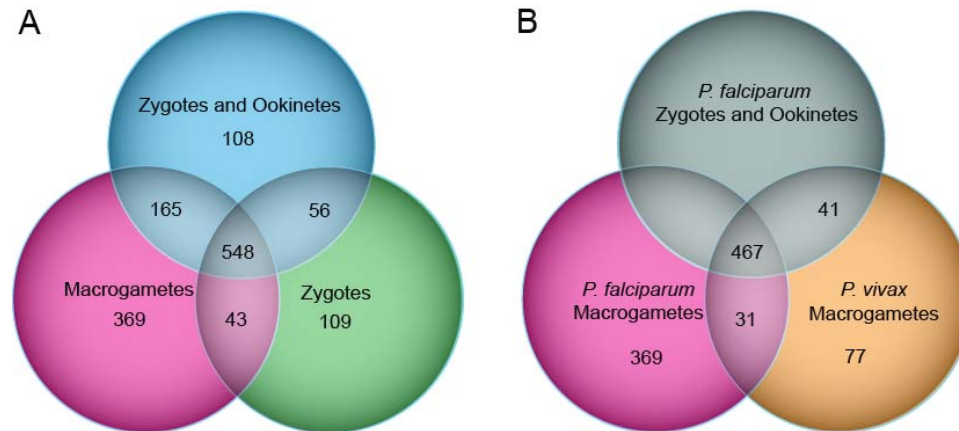 A
Zygotes and Ookinetes
108
165
56
548
Macrogametes
369
43
Zygotes
109
B
P. falciparum
Zygotes and Ookinetes
41
467
P. falciparum
Macrogametes
369
31
P. vivax
Macrogametes
77